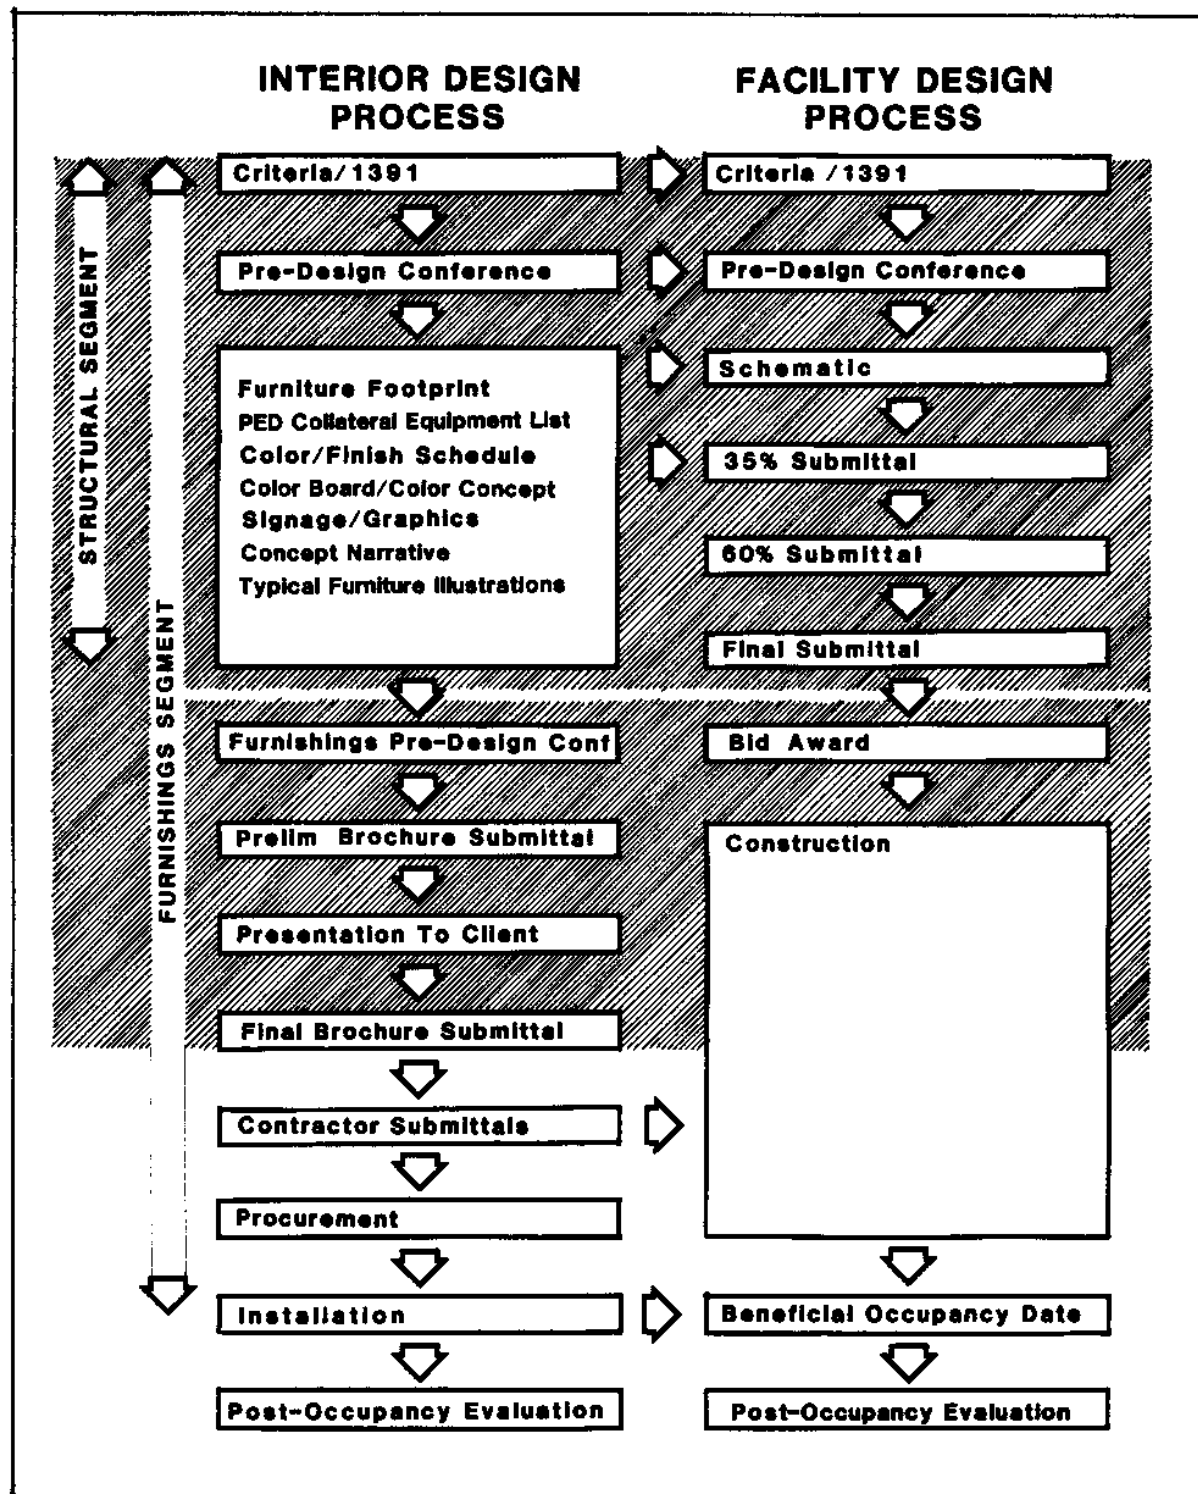 INTERIOR DESIGN
PROCESS
FACILITY DESIGN
PROCESS
STRUCTURAL SEGMENT
FURNISHINGS SEGMENT
Criteria/1391
Pre-Design Conference
Furniture Footprint
PED Collateral Equipment List
Color/Finish Schedule
Color Board/Color Concept
Signage/Graphics
Concept Narrative
Typical Furniture Illustrations
Furnishings Pre-Design Conf
Prelim Brochure Submittal
Presentation To Client
Final Brochure Submittal
Contractor Submittals
Procurement
Installation
Post-Occupancy Evaluation
Criteria /1391
Pre-Design Conference
Schematic
35% Submittal
60% Submittal
Final Submittal
Bid Award
Construction
Beneficial Occupancy Date
Post-Occupancy Evaluation